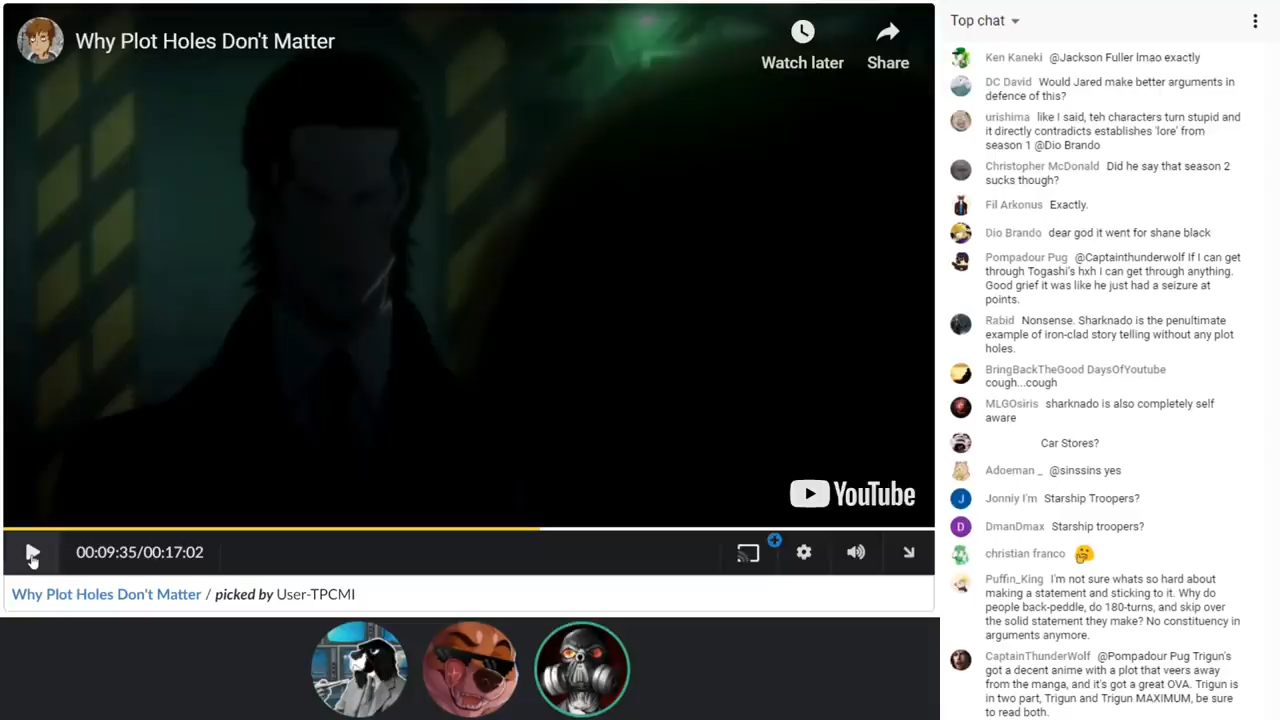 Why Plot Holes Don't Matter
Watch later
Share
YouTube
00:09:35/00:17:02
Why Plot Holes Don't Matter / picked by User-TPCMI
Top chat
Ken Kaneki @Jackson Fuller lmao exactly
DC David Would Jared make better arguments in
defence of this?
urishima like I said, teh characters turn stupid and
it directly contradicts establishes 'lore' from
season 1 @Dio Brando
Christopher McDonald Did he say that season 2
sucks though?
Fil Arkonus Exactly.
Dio Brando dear god it went for shane black
Pompadour Pug @Captainthunderwolf If I can get
through Togashi's hxh I can get through anything.
Good grief it was like he just had a seizure at
points.
Rabid Nonsense. Sharknado is the penultimate
example of iron-clad story telling without any plot
holes.
BringBackTheGood DaysOfYoutube
cough...cough
MLGOsiris sharknado is also completely self
aware
Car Stores?
Adoeman _ @sinssins yes
J
Jonniy I'm Starship Troopers?
D
DmanDmax Starship troopers?
christian franco
Puffin_King I'm not sure whats so hard about
making a statement and sticking to it. Why do
people back-peddle, do 180-turns, and skip over
the solid statement they make? No constituency in
arguments anymore.
CaptainThunderWolf @Pompadour Pug Trigun's
got a decent anime with a plot that veers away
from the manga, and it's got a great OVA. Trigun is
in two part, Trigun and Trigun MAXIMUM, be sure
to read both.